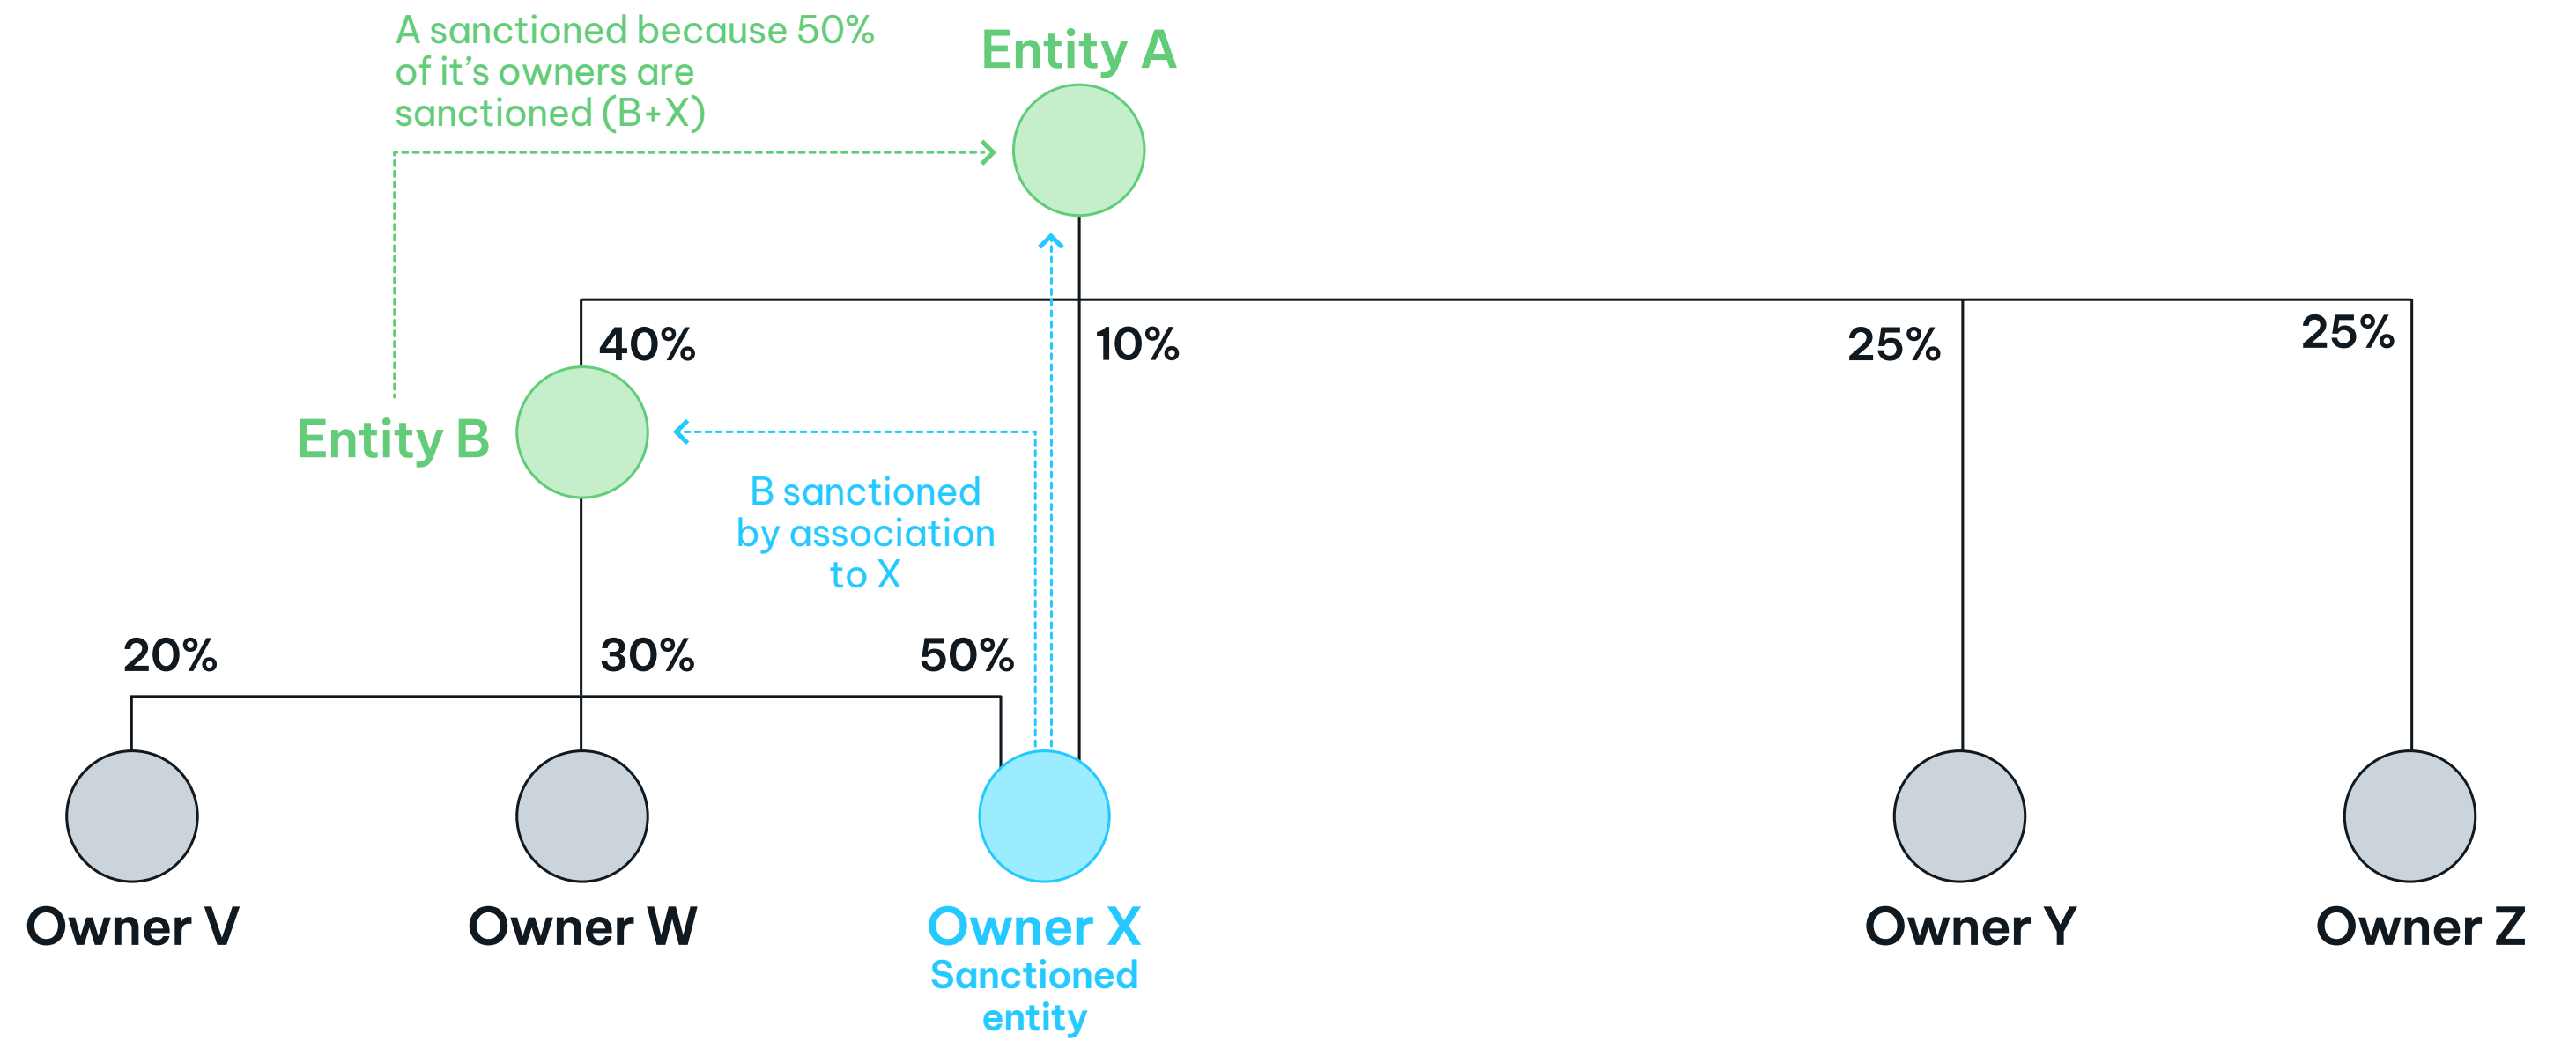 A sanctioned because 50%
of it’s owners are
sanctioned (B+X)
Entity A
40%
10%
25%
25%
Entity B
B sanctioned
by association
to X
20%
30%
50%
Owner V
Owner W
Owner X
Sanctioned
entity
Owner Y
Owner Z